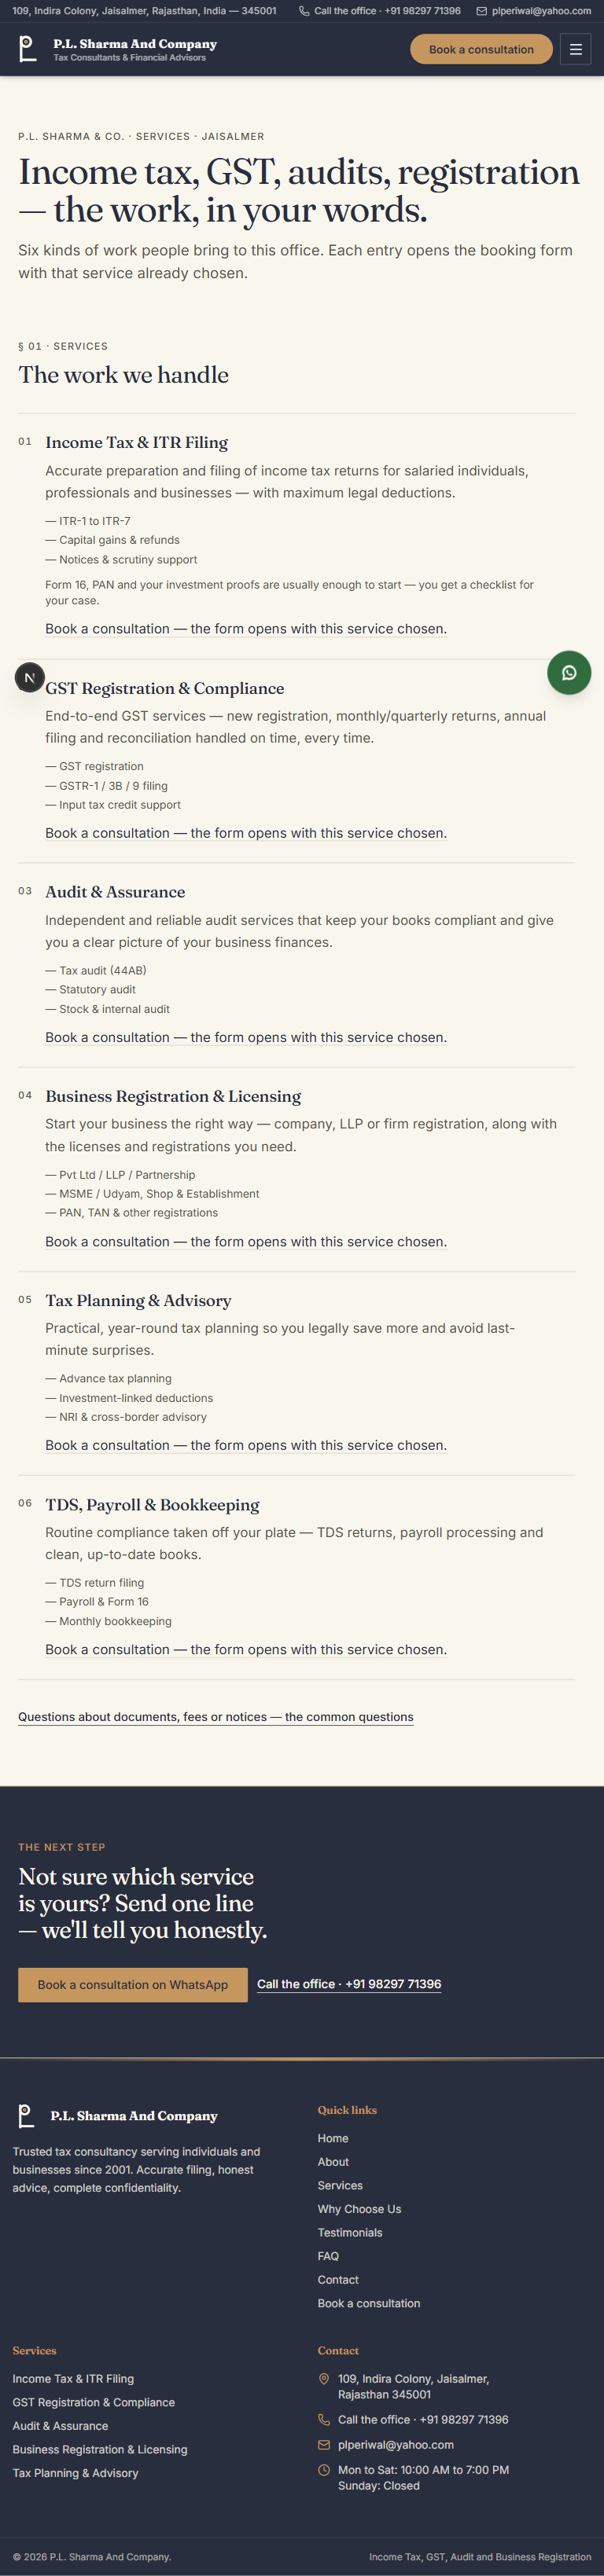 109, Indira Colony, Jaisalmer, Rajasthan, India — 345001
Call the office · +91 98297 71396
plperiwal@yahoo.com
P.L. Sharma And Company
Tax Consultants & Financial Advisors
Book a consultation
P.L. SHARMA & CO. · SERVICES · JAISALMER
Income tax, GST, audits, registration
— the work, in your words.
Six kinds of work people bring to this office. Each entry opens the booking form
with that service already chosen.
§ 01 · SERVICES
The work we handle
01
Income Tax & ITR Filing
Accurate preparation and filing of income tax returns for salaried individuals,
professionals and businesses — with maximum legal deductions.
— ITR-1 to ITR-7
— Capital gains & refunds
— Notices & scrutiny support
Form 16, PAN and your investment proofs are usually enough to start — you get a checklist for
your case.
Book a consultation — the form opens with this service chosen.
N
GST Registration & Compliance
End-to-end GST services — new registration, monthly/quarterly returns, annual
filing and reconciliation handled on time, every time.
— GST registration
— GSTR-1 / 3B / 9 filing
— Input tax credit support
Book a consultation — the form opens with this service chosen.
03
Audit & Assurance
Independent and reliable audit services that keep your books compliant and give
you a clear picture of your business finances.
— Tax audit (44AB)
— Statutory audit
— Stock & internal audit
Book a consultation — the form opens with this service chosen.
04
Business Registration & Licensing
Start your business the right way — company, LLP or firm registration, along with
the licenses and registrations you need.
— Pvt Ltd / LLP / Partnership
— MSME / Udyam, Shop & Establishment
— PAN, TAN & other registrations
Book a consultation — the form opens with this service chosen.
05
Tax Planning & Advisory
Practical, year-round tax planning so you legally save more and avoid last-
minute surprises.
— Advance tax planning
— Investment-linked deductions
— NRI & cross-border advisory
Book a consultation — the form opens with this service chosen.
06
TDS, Payroll & Bookkeeping
Routine compliance taken off your plate — TDS returns, payroll processing and
clean, up-to-date books.
— TDS return filing
— Payroll & Form 16
— Monthly bookkeeping
Book a consultation — the form opens with this service chosen.
Questions about documents, fees or notices — the common questions
THE NEXT STEP
Not sure which service
is yours? Send one line
— we'll tell you honestly.
Book a consultation on WhatsApp
Call the office · +91 98297 71396
P.L. Sharma And Company
Trusted tax consultancy serving individuals and
businesses since 2001. Accurate filing, honest
advice, complete confidentiality.
Quick links
Home
About
Services
Why Choose Us
Testimonials
FAQ
Contact
Book a consultation
Services
Income Tax & ITR Filing
GST Registration & Compliance
Audit & Assurance
Business Registration & Licensing
Tax Planning & Advisory
Contact
109, Indira Colony, Jaisalmer,
Rajasthan 345001
Call the office · +91 98297 71396
plperiwal@yahoo.com
Mon to Sat: 10:00 AM to 7:00 PM
Sunday: Closed
© 2026 P.L. Sharma And Company.
Income Tax, GST, Audit and Business Registration